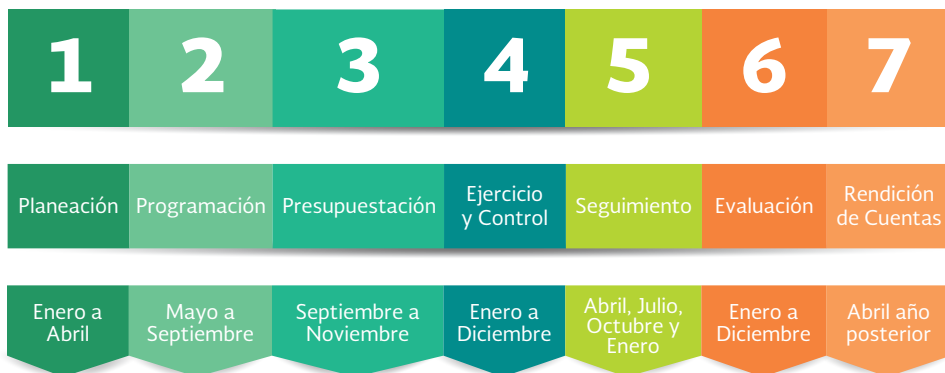 1 2 3 4 5 6 7
Planeación
Programación
Presupuestación
Ejercicio
y Control
Seguimiento
Evaluación
Rendición
de Cuentas
Enero a
Abril
Mayo a
Septiembre
Septiembre a
Noviembre
Enero a
Diciembre
Abril, Julio,
Octubre y
Enero
Enero a
Diciembre
Abril año
posterior